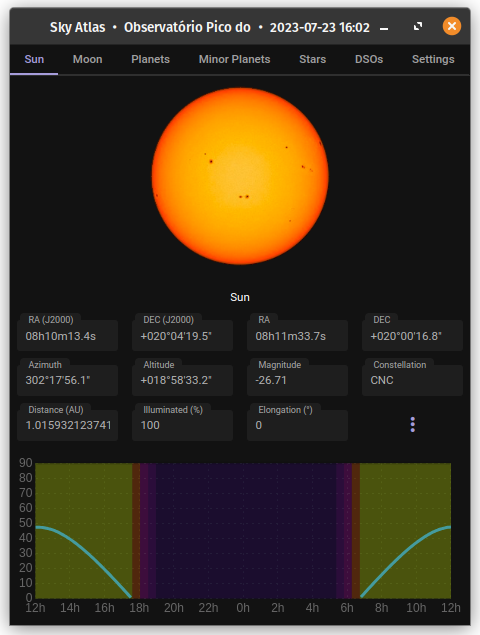 Sky Atlas • Observatório Pico do • 2023-07-23 16:02
Sun Moon Planets Minor Planets Stars DSOs Settings
Sun
RA (J2000) DEC (J2000) RA DEC
08h10m13.4s +020°04'19.5" 08h11m33.7s +020°00'16.8"
Azimuth Altitude Magnitude Constellation
302°17'56.1" +018°58'33.2" -26.71 CNC
Distance (AU) Illuminated (%) Elongation (°)
1.015932123741 100 0
90
80
70
60
50
40
30
20
10
0
12h 14h 16h 18h 20h 22h 0h 2h 4h 6h 8h 10h 12h